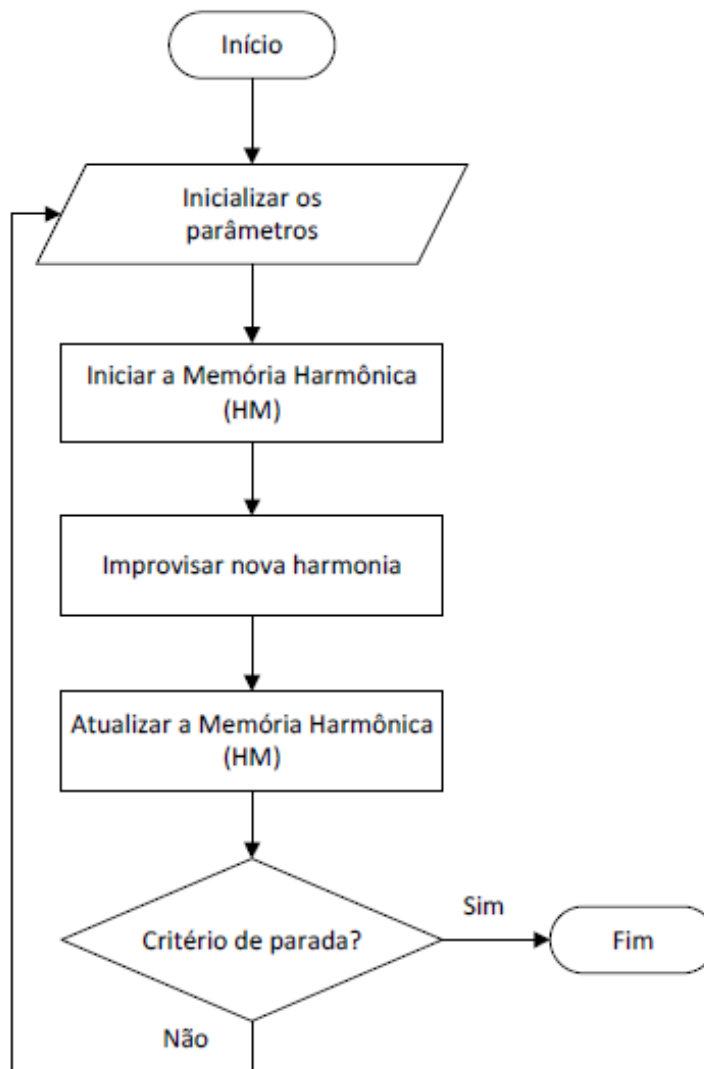 Início
Inicializar os
parâmetros
Iniciar a Memória Harmônica
(HM)
Improvisar nova harmonia
Atualizar a Memória Harmônica
(HM)
Critério de parada?
Sim
Fim
Não